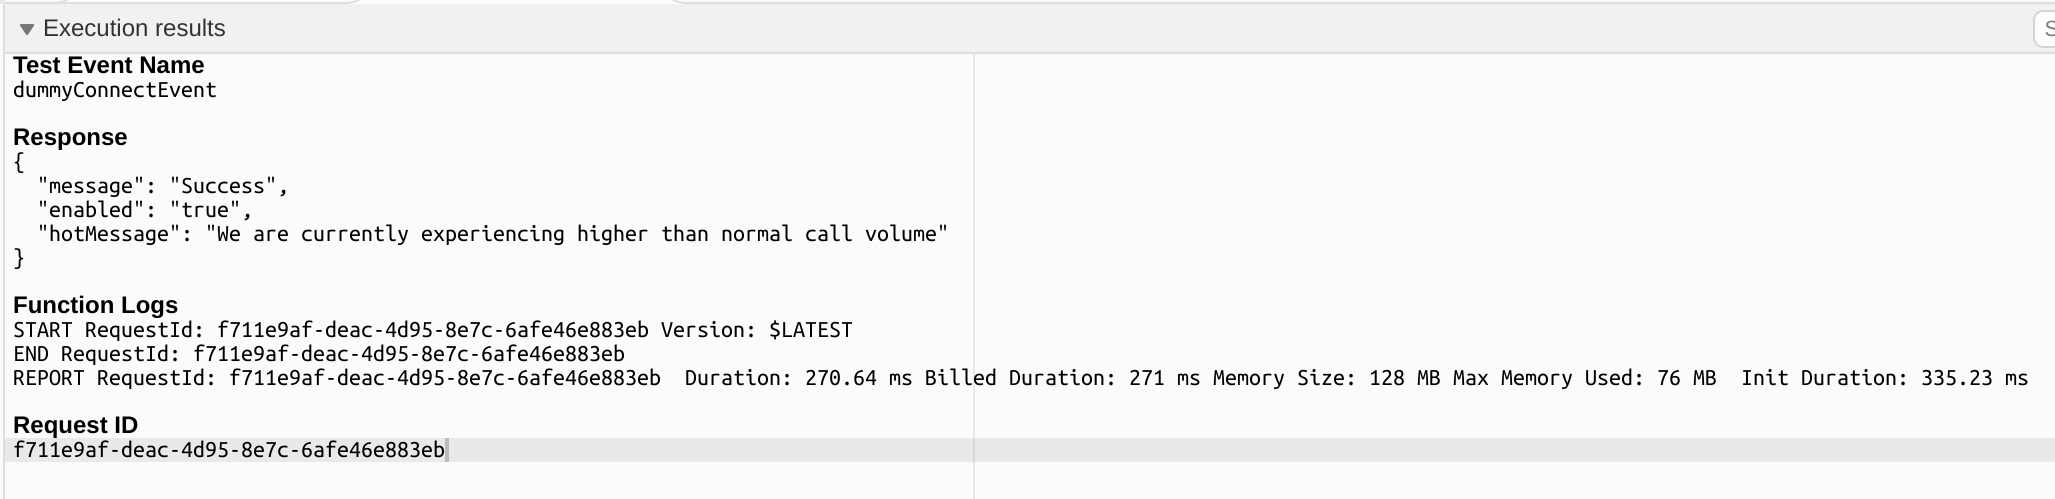 Execution results
S
Test Event Name
dummyConnectEvent
Response
{
  "message": "Success",
  "enabled": "true",
  "hotMessage": "We are currently experiencing higher than normal call volume"
}
Function Logs
START RequestId: f711e9af-deac-4d95-8e7c-6afe46e883eb Version: $LATEST
END RequestId: f711e9af-deac-4d95-8e7c-6afe46e883eb
REPORT RequestId: f711e9af-deac-4d95-8e7c-6afe46e883eb  Duration: 270.64 ms Billed Duration: 271 ms Memory Size: 128 MB Max Memory Used: 76 MB  Init Duration: 335.23 ms
Request ID
f711e9af-deac-4d95-8e7c-6afe46e883eb